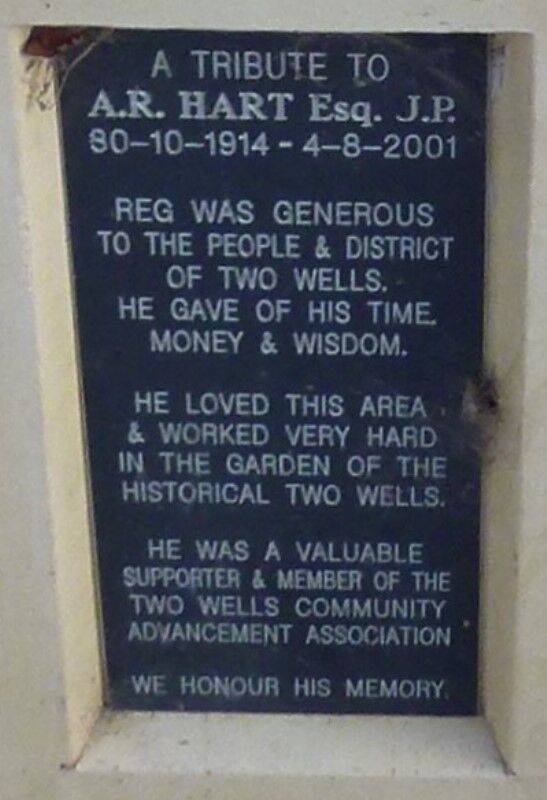 A TRIBUTE TO
A.R. HART Esq. J.P.
30-10-1914 - 4-8-2001
REG WAS GENEROUS
TO THE PEOPLE & DISTRICT
OF TWO WELLS.
HE GAVE OF HIS TIME,
MONEY & WISDOM.
HE LOVED THIS AREA
& WORKED VERY HARD
IN THE GARDEN OF THE
HISTORICAL TWO WELLS.
HE WAS A VALUABLE
SUPPORTER & MEMBER OF THE
TWO WELLS COMMUNITY
ADVANCEMENT ASSOCIATION
WE HONOUR HIS MEMORY.